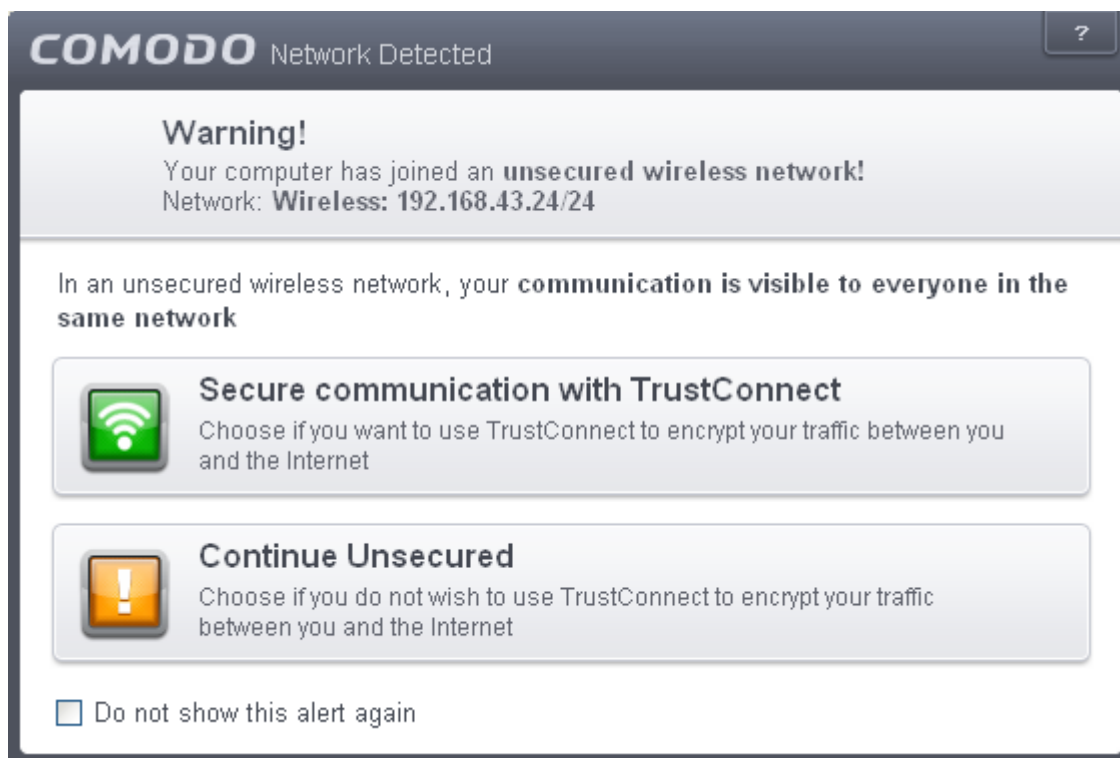 COMODO Network Detected
?
Warning!
Your computer has joined an unsecured wireless network!
Network: Wireless: 192.168.43.24/24
In an unsecured wireless network, your communication is visible to everyone in the
same network
Secure communication with TrustConnect
Choose if you want to use TrustConnect to encrypt your traffic between you
and the Internet
!
Continue Unsecured
Choose if you do not wish to use TrustConnect to encrypt your traffic
between you and the Internet
Do not show this alert again